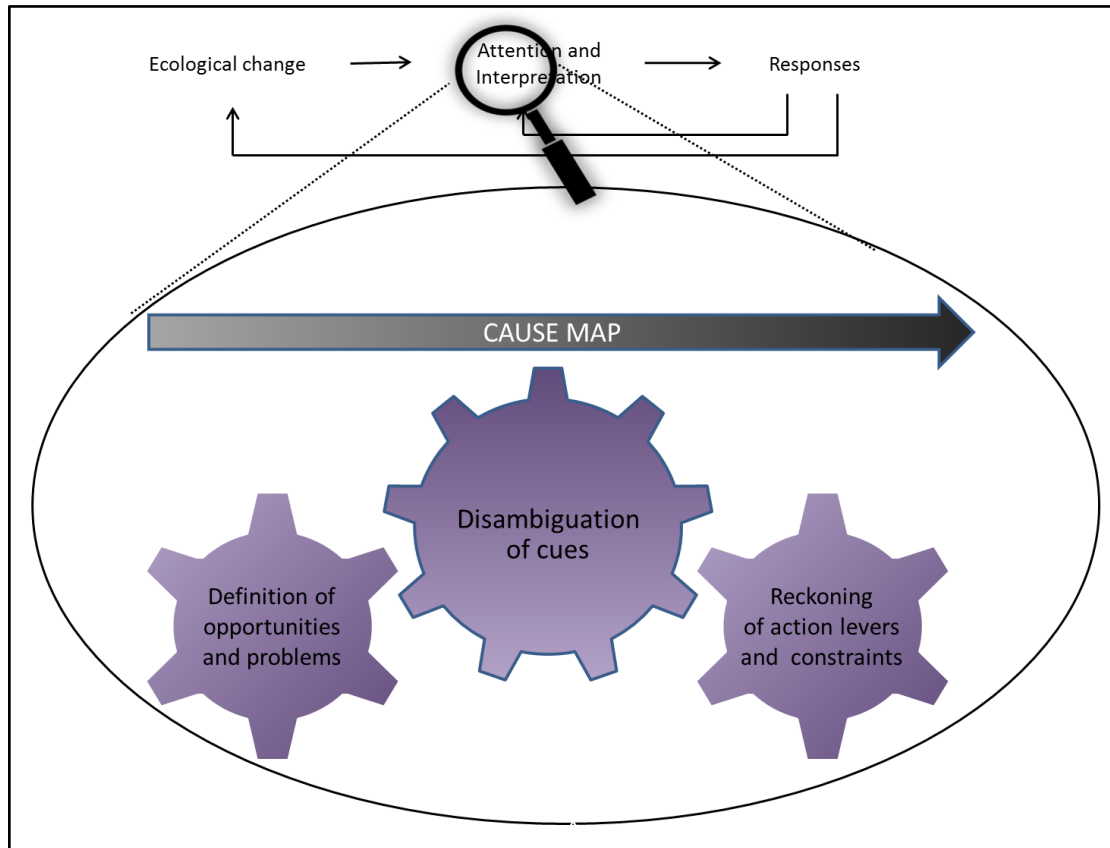 Ecological change
Attention and
Interpretation
Responses
CAUSE MAP
Disambiguation
of cues
Definition of
opportunities
and problems
Reckoning
of action levers
and  constraints